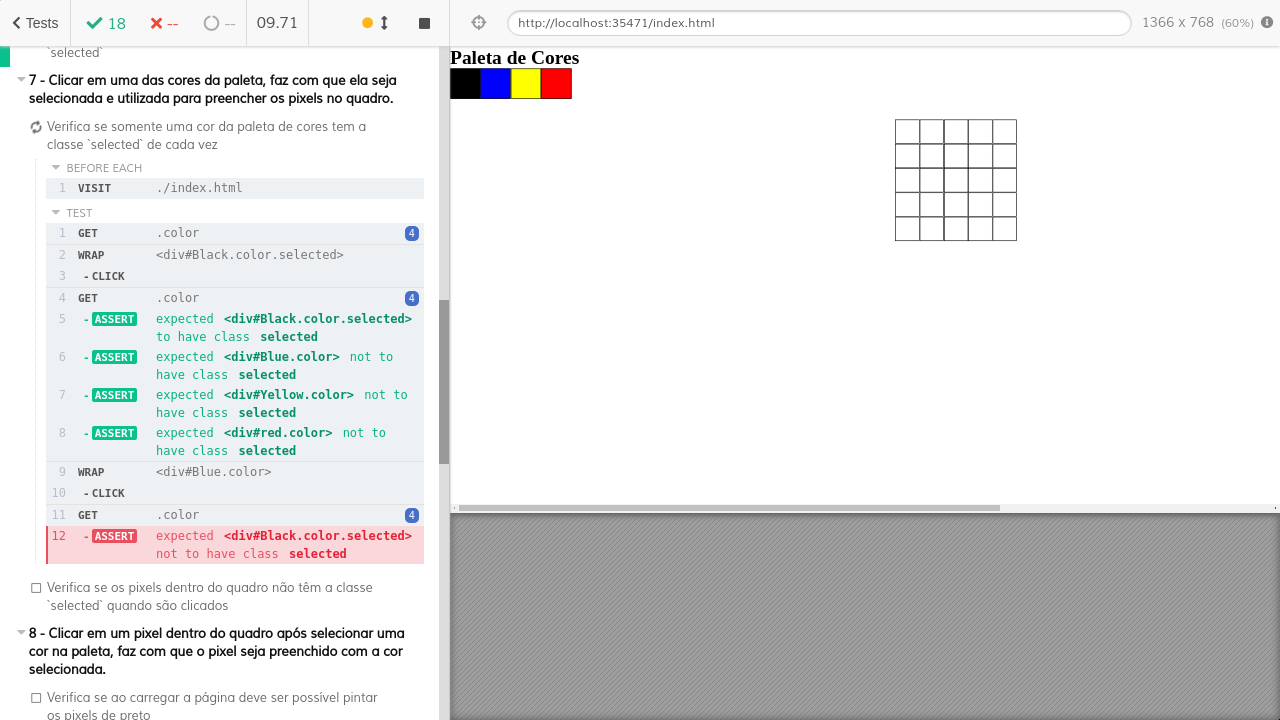 Tests
18
--
--
09.71
http://localhost:35471/index.html
1366 x 768 (60%)
`selected`
7 - Clicar em uma das cores da paleta, faz com que ela seja
selecionada e utilizada para preencher os pixels no quadro.
Verifica se somente uma cor da paleta de cores tem a
classe `selected` de cada vez
BEFORE EACH
1 VISIT ./index.html
TEST
1 GET .color 4
2 WRAP <div#Black.color.selected>
3 - CLICK
4 GET .color 4
5 - ASSERT expected <div#Black.color.selected>
to have class selected
6 - ASSERT expected <div#Blue.color> not to
have class selected
7 - ASSERT expected <div#Yellow.color> not to
have class selected
8 - ASSERT expected <div#red.color> not to
have class selected
9 WRAP <div#Blue.color>
10 - CLICK
11 GET .color 4
12 - ASSERT expected <div#Black.color.selected>
not to have class selected
Verifica se os pixels dentro do quadro não têm a classe
`selected` quando são clicados
8 - Clicar em um pixel dentro do quadro após selecionar uma
cor na paleta, faz com que o pixel seja preenchido com a cor
selecionada.
Verifica se ao carregar a página deve ser possível pintar
os pixels de preto
Paleta de Cores